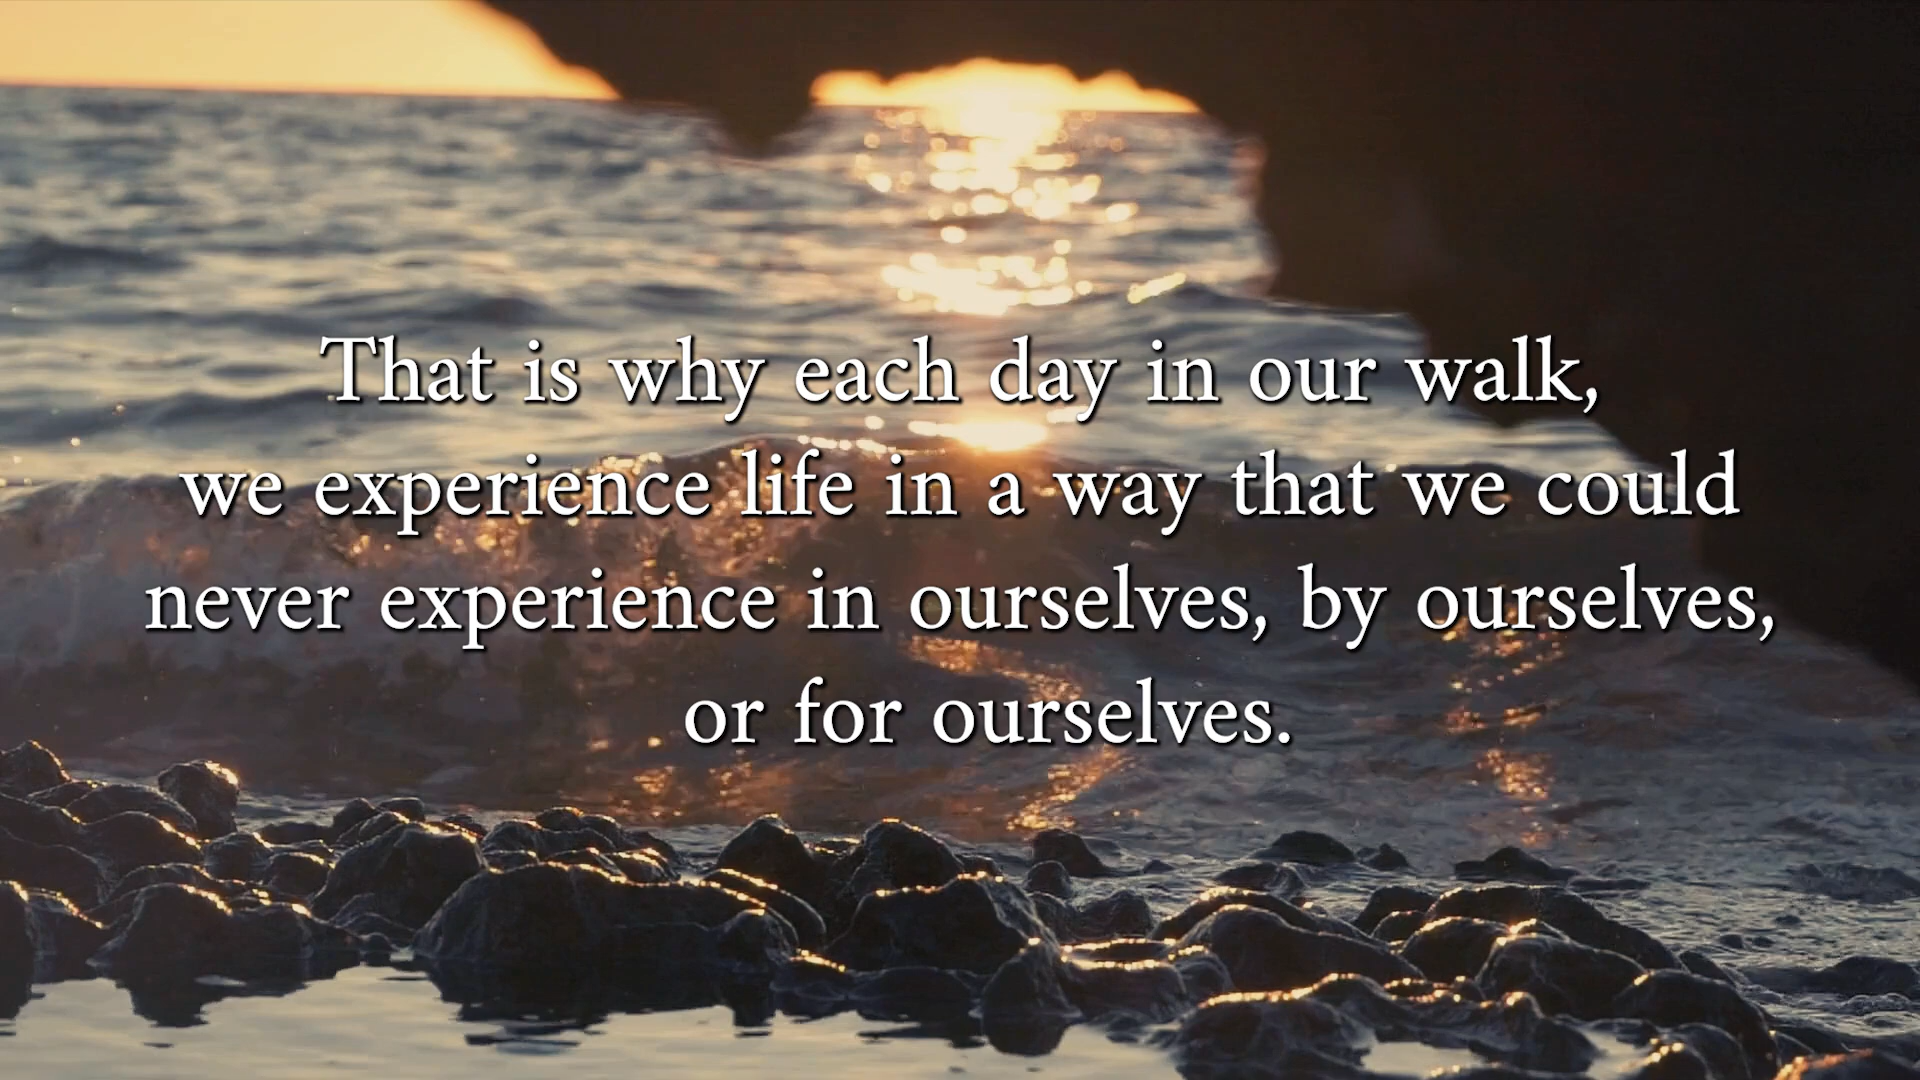 That is why each day in our walk,
we experience life in a way that we could
never experience in ourselves, by ourselves,
or for ourselves.